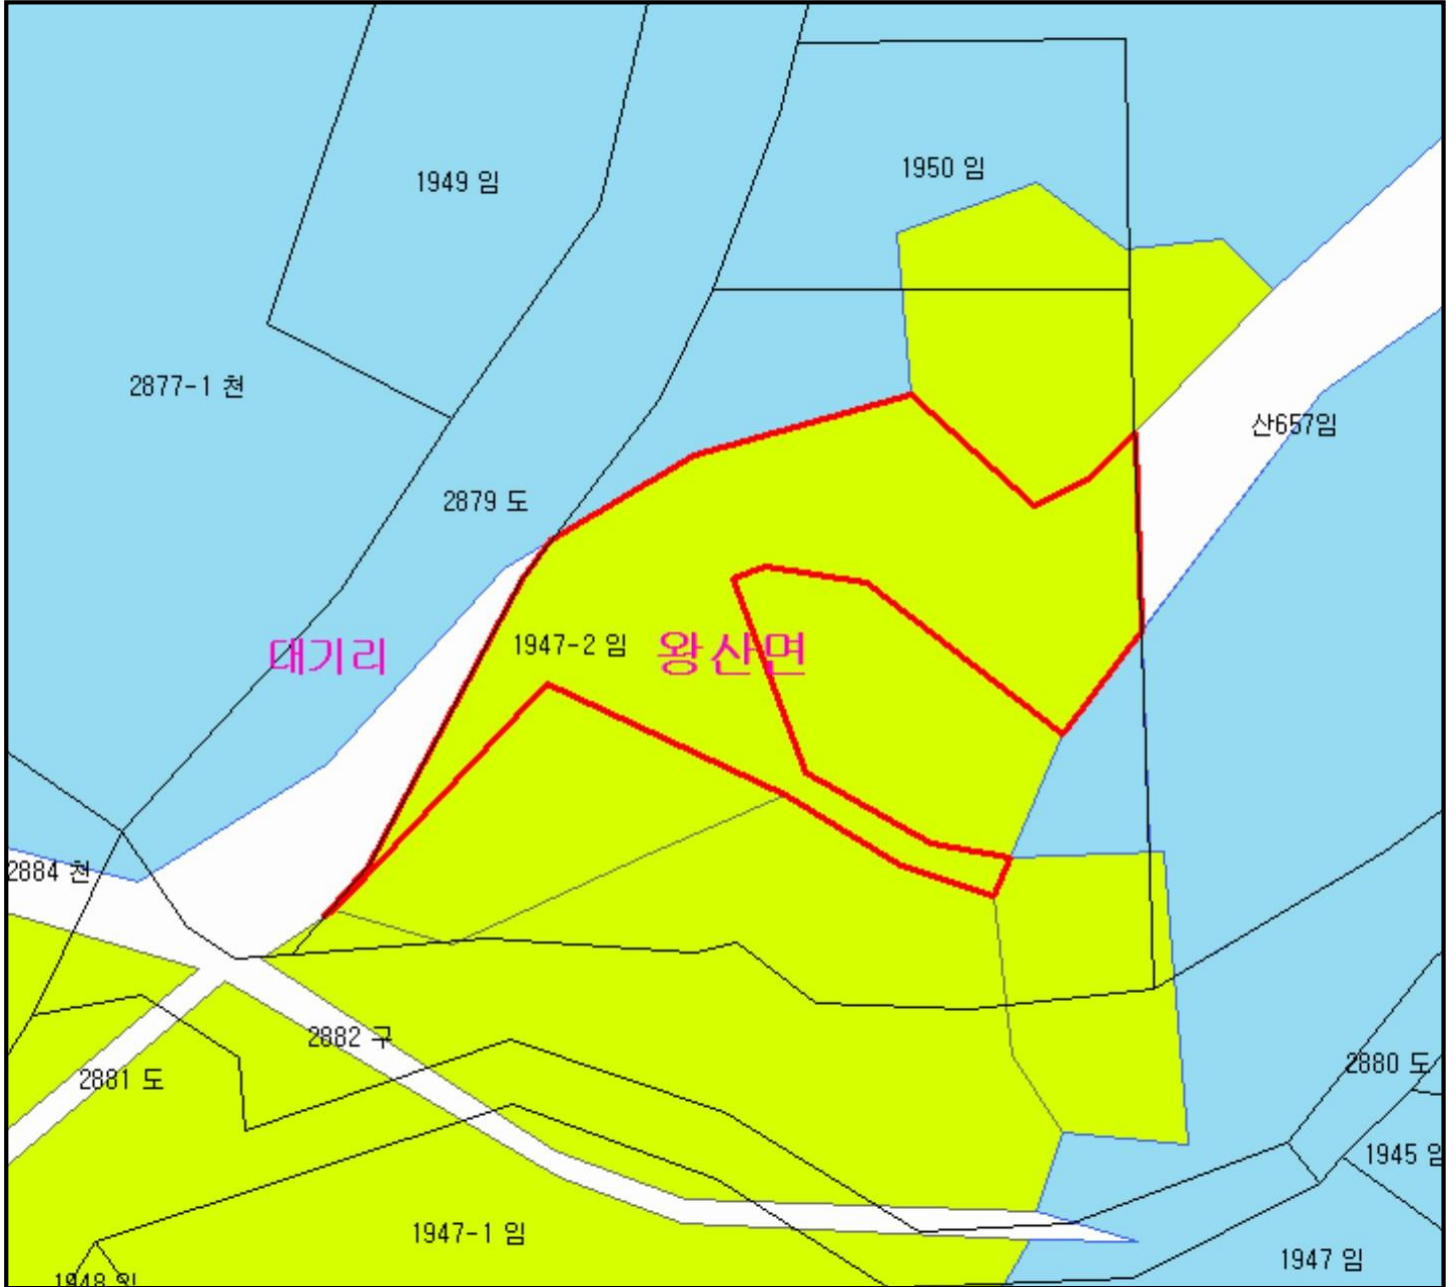 1950 임
1949 임
2877-1 천
산657임
2879 도
대기리
1947-2 임
왕산면
2884 천
2882 구
2881 도
2880 도
1945 임
1947-1 임
1947 임
1948 임